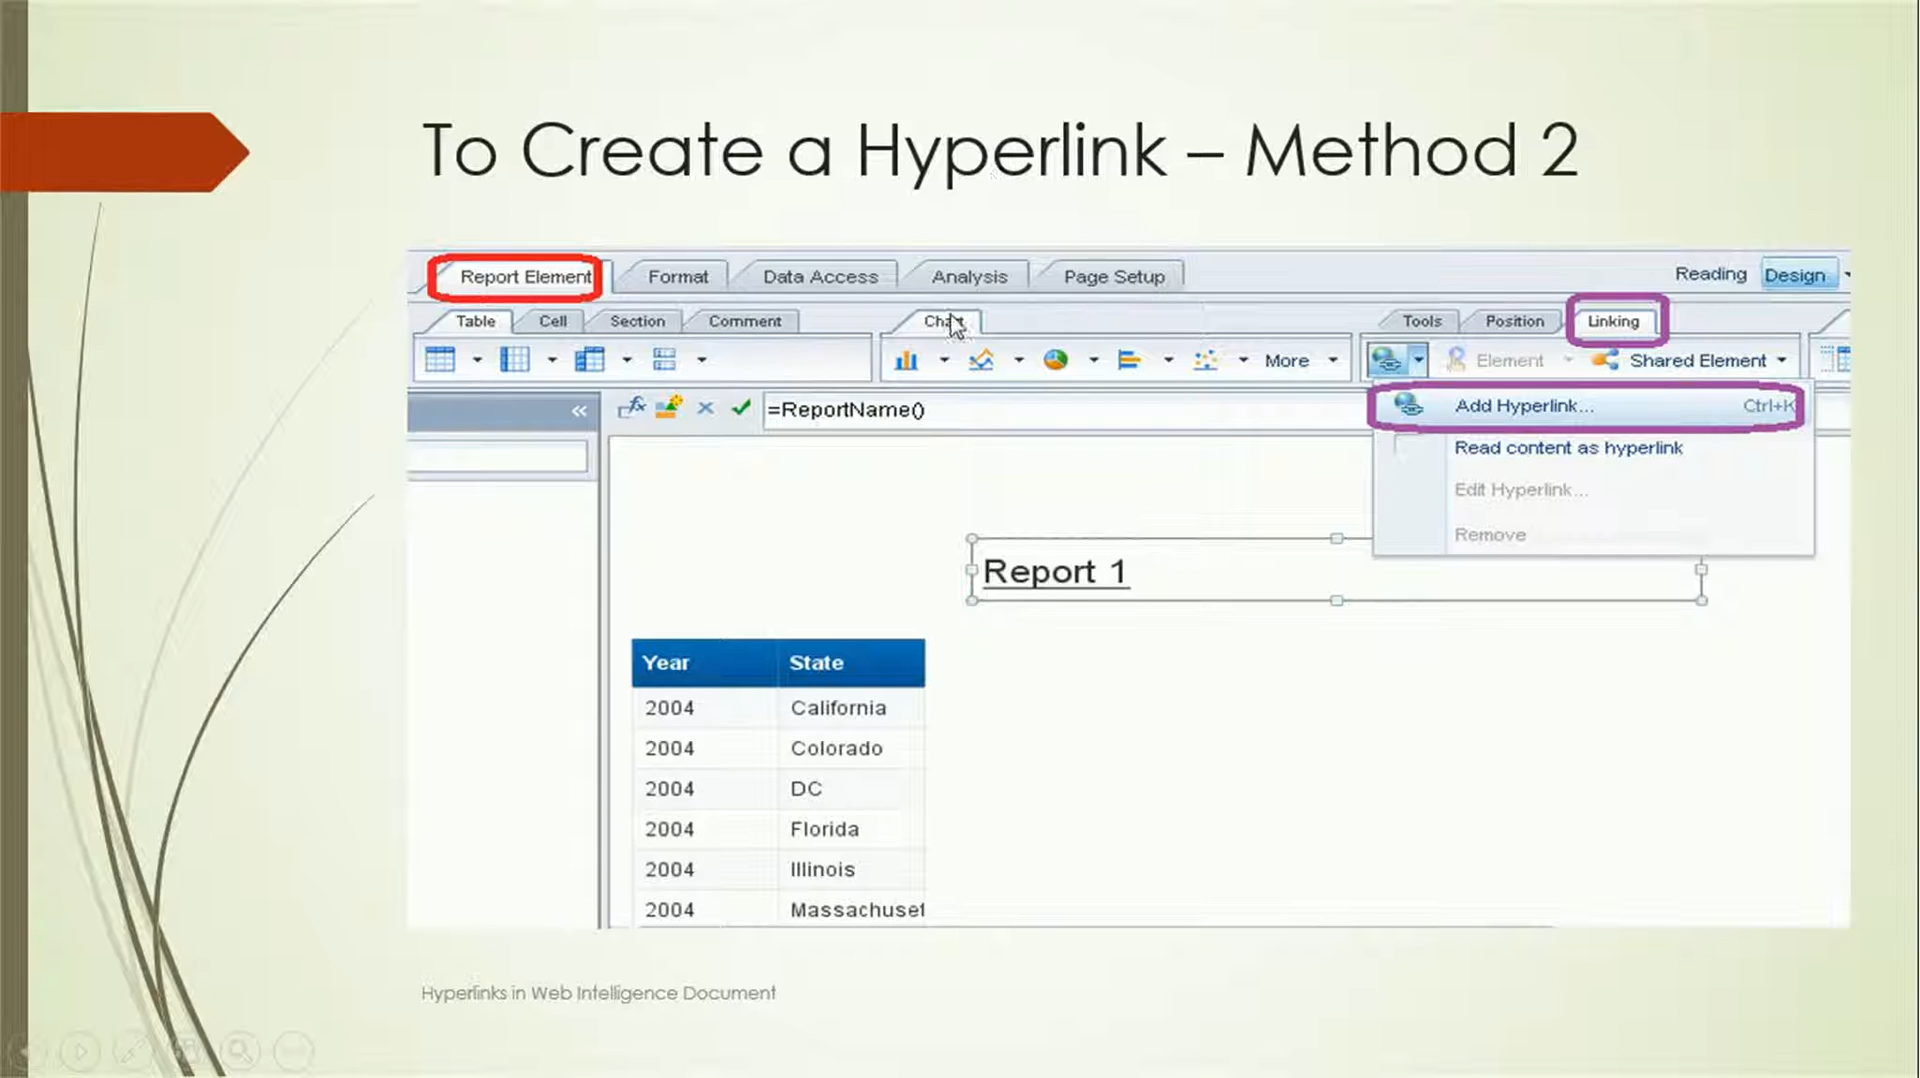 To Create a Hyperlink – Method 2
Report Element Format Data Access Analysis Page Setup Reading Design
Table Cell Section Comment Chart Tools Position Linking
More Element Shared Element
=ReportName()
Add Hyperlink... Ctrl+K
Read content as hyperlink
Edit Hyperlink...
Remove
Report 1
Year State
2004 California
2004 Colorado
2004 DC
2004 Florida
2004 Illinois
2004 Massachuset
Hyperlinks in Web Intelligence Document